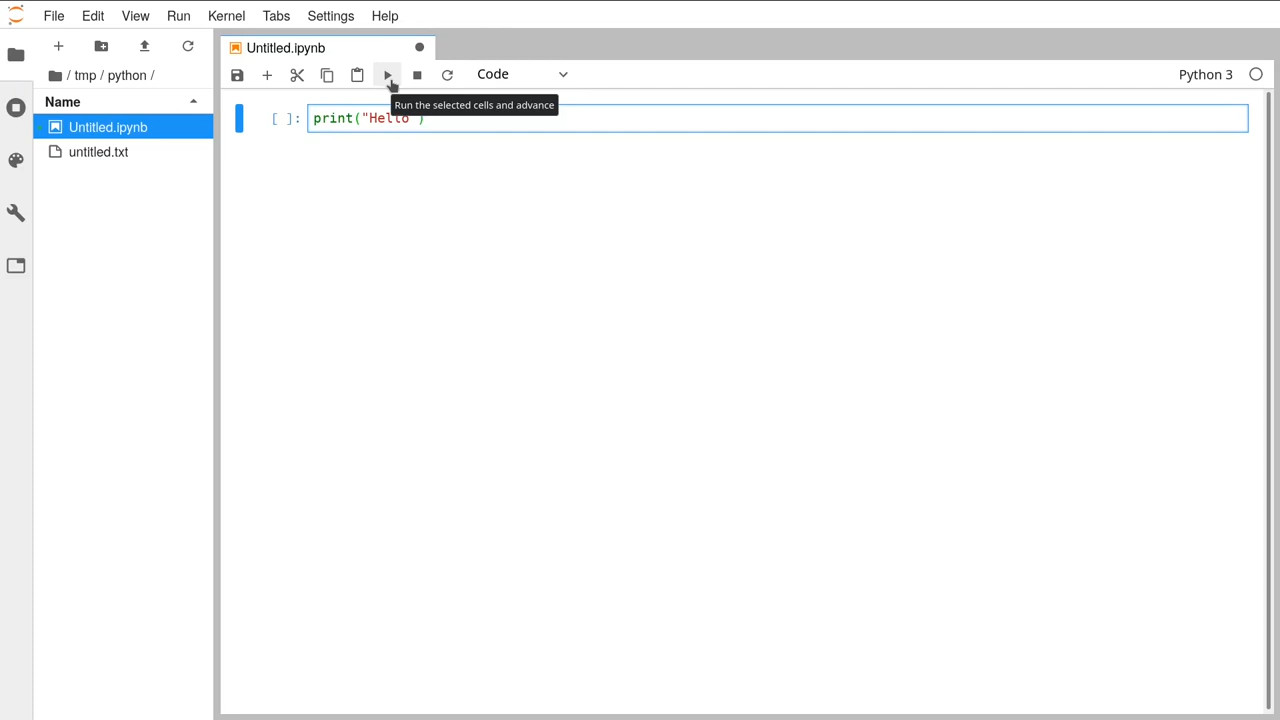 File Edit View Run Kernel Tabs Settings Help
Untitled.ipynb
/ tmp / python /
Code
Python 3
Name
Run the selected cells and advance
[ ]: print("Hello")
Untitled.ipynb
untitled.txt